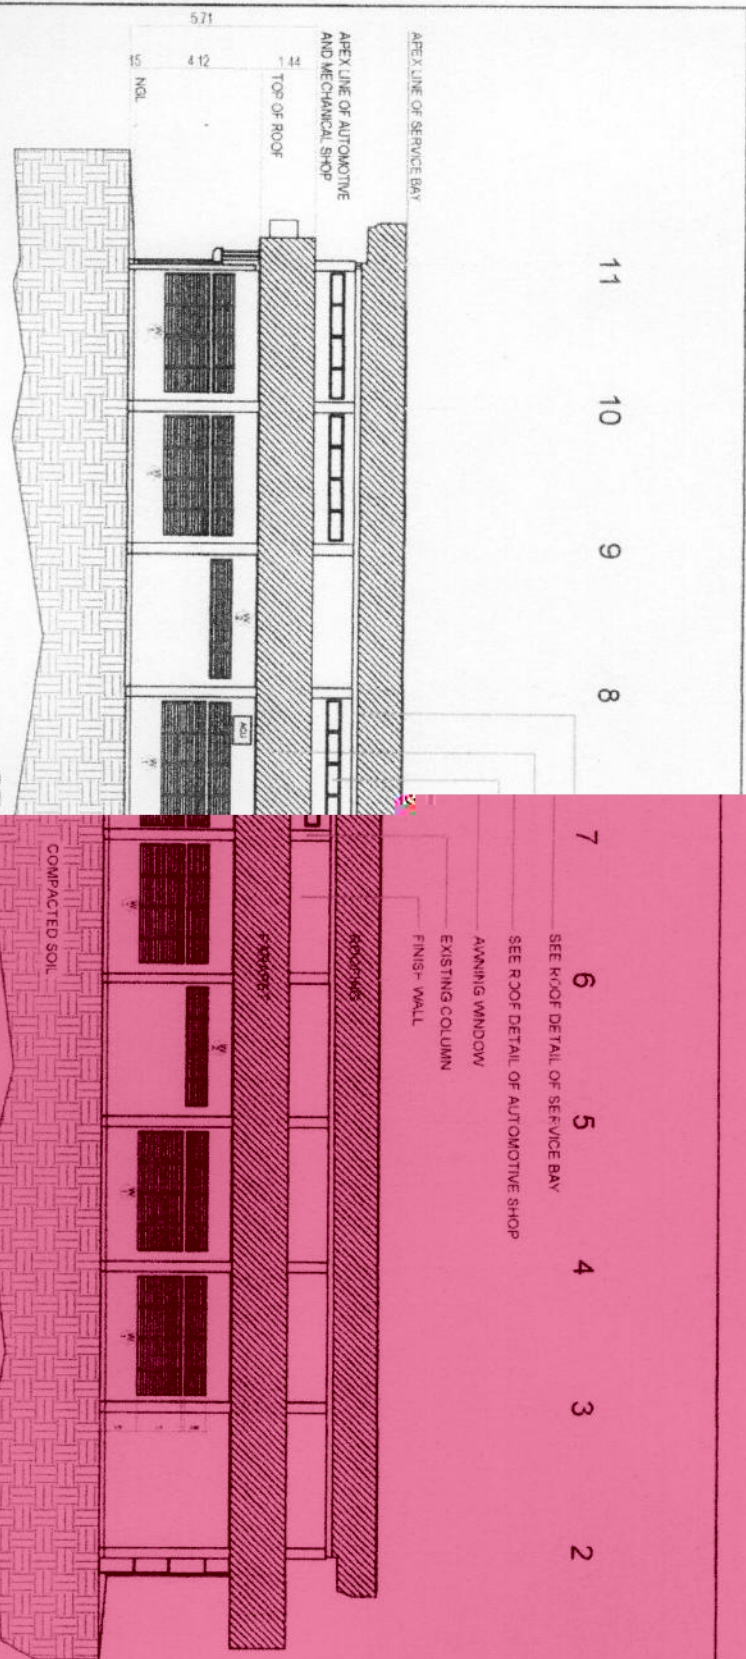 11
10
9
8
7
6
5
4
3
2
APEX LINE OF SERVICE BAY
APEX LINE OF AUTOMOTIVE
AND MECHANICAL SHOP
TOP OF ROOF
NGL
5.71
4.12
1.44
SEE ROOF DETAIL OF SERVICE BAY
SEE ROOF DETAIL OF AUTOMOTIVE SHOP
AWNING WINDOW
EXISTING COLUMN
FINISH WALL
ROOFING
ACU
COMPACTED SOIL